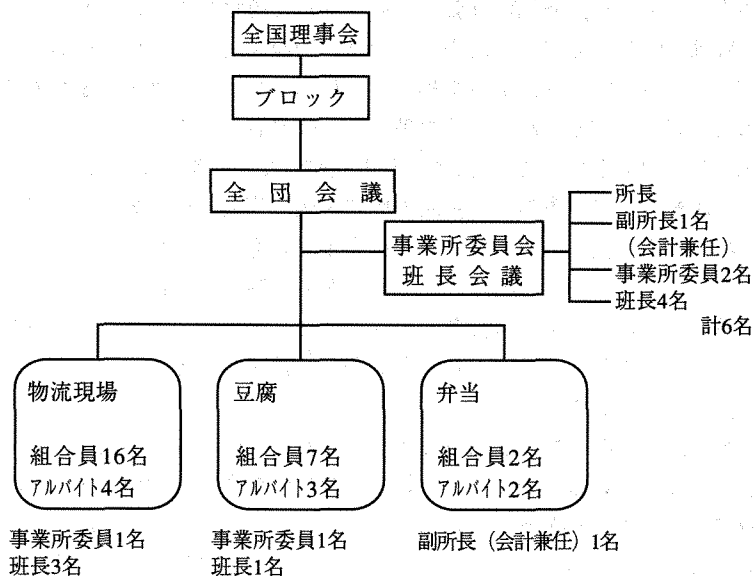 全国理事会
ブロック
全団会議
事業所委員会
班長会議
所長
副所長1名
(会計兼任)
事業所委員2名
班長4名
計6名
物流現場
組合員16名
アルバイト4名
事業所委員1名
班長3名
豆腐
組合員7名
アルバイト3名
事業所委員1名
班長1名
弁当
組合員2名
アルバイト2名
副所長（会計兼任）1名